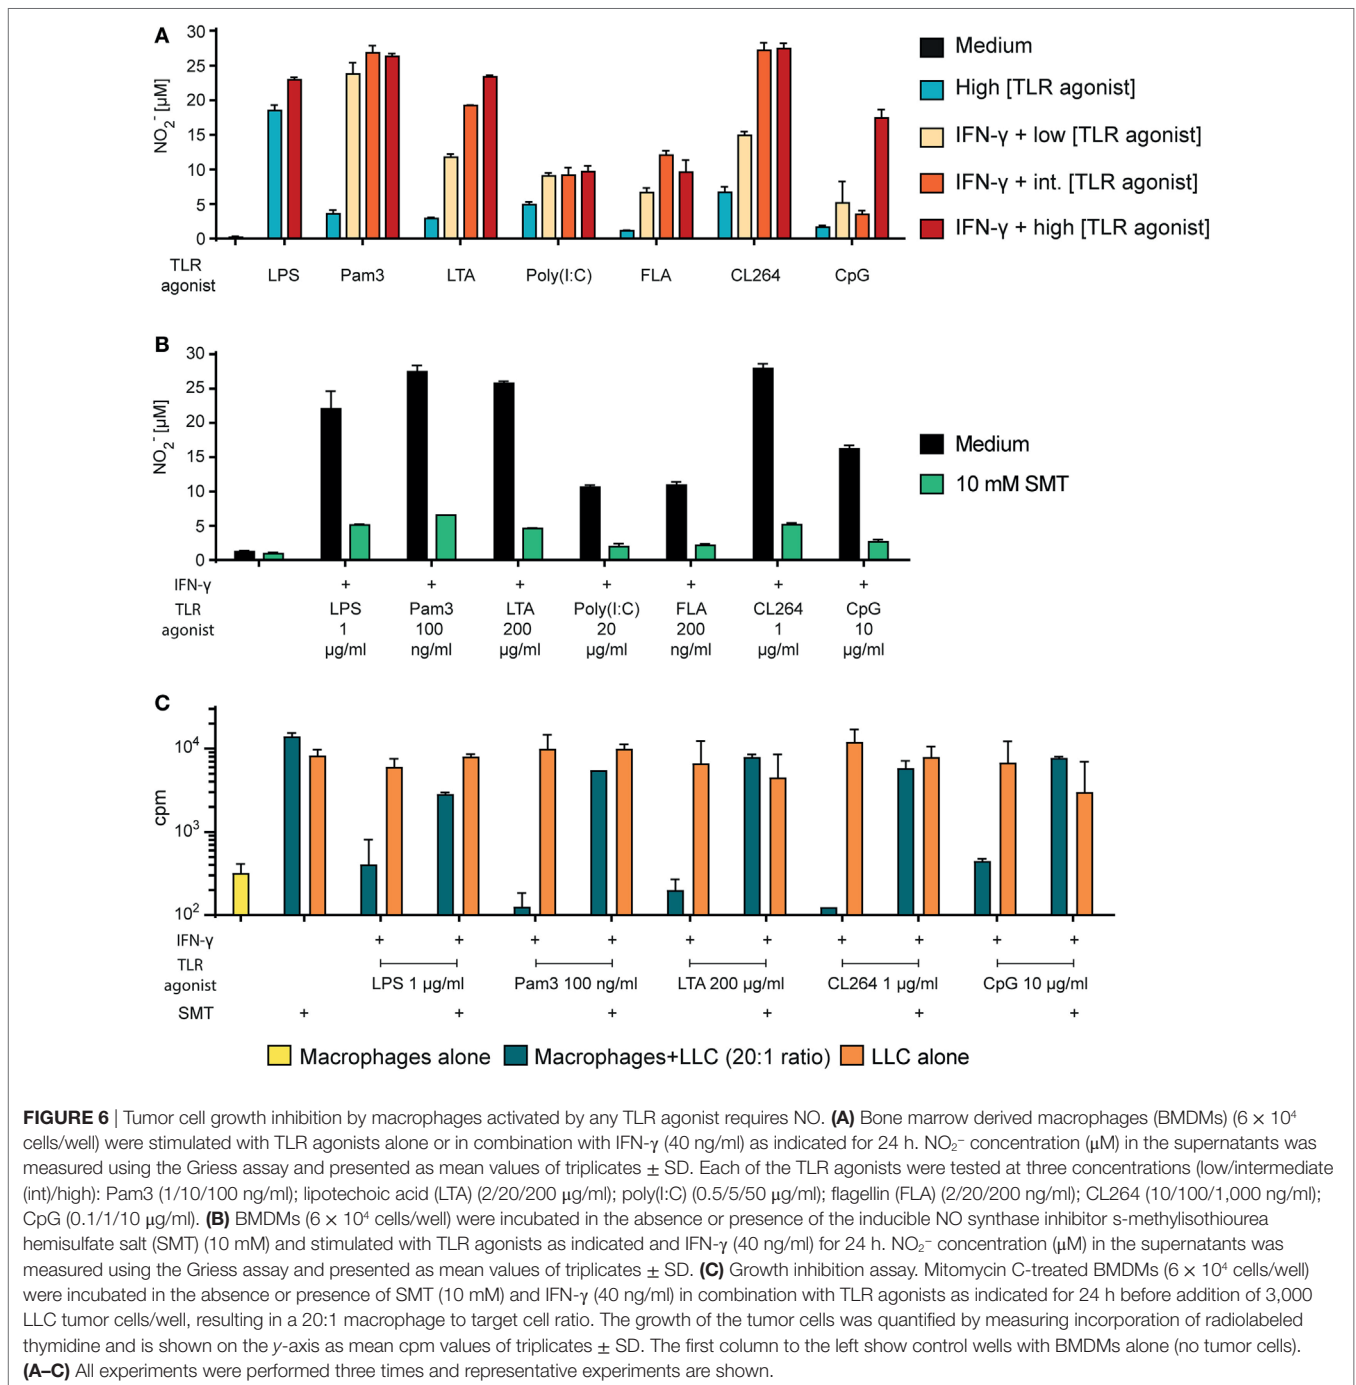 A
30
25
20
15
10
5
0
NO2⁻ [µM]
TLR agonist
LPS
Pam3
LTA
Poly(I:C)
FLA
CL264
CpG
Medium
High [TLR agonist]
IFN-γ + low [TLR agonist]
IFN-γ + int. [TLR agonist]
IFN-γ + high [TLR agonist]
B
30
25
20
15
10
5
0
NO2⁻ [µM]
Medium
10 mM SMT
IFN-γ + + + + + + +
TLR LPS Pam3 LTA Poly(I:C) FLA CL264 CpG
agonist 1 100 200 20 200 1 10
µg/ml ng/ml µg/ml µg/ml ng/ml µg/ml µg/ml
C
10⁴
10³
10²
cpm
IFN-γ + + + + + + + + + +
TLR
agonist LPS 1 µg/ml Pam3 100 ng/ml LTA 200 µg/ml CL264 1 µg/ml CpG 10 µg/ml
SMT + + + + + +
Macrophages alone Macrophages+LLC (20:1 ratio) LLC alone
FIGURE 6 | Tumor cell growth inhibition by macrophages activated by any TLR agonist requires NO. (A) Bone marrow derived macrophages (BMDMs) (6 × 10⁴
cells/well) were stimulated with TLR agonists alone or in combination with IFN-γ (40 ng/ml) as indicated for 24 h. NO₂⁻ concentration (µM) in the supernatants was
measured using the Griess assay and presented as mean values of triplicates ± SD. Each of the TLR agonists were tested at three concentrations (low/intermediate
(int)/high): Pam3 (1/10/100 ng/ml); lipotechoic acid (LTA) (2/20/200 µg/ml); poly(I:C) (0.5/5/50 µg/ml); flagellin (FLA) (2/20/200 ng/ml); CL264 (10/100/1,000 ng/ml);
CpG (0.1/1/10 µg/ml). (B) BMDMs (6 × 10⁴ cells/well) were incubated in the absence or presence of the inducible NO synthase inhibitor s-methylisothiourea
hemisulfate salt (SMT) (10 mM) and stimulated with TLR agonists as indicated and IFN-γ (40 ng/ml) for 24 h. NO₂⁻ concentration (µM) in the supernatants was
measured using the Griess assay and presented as mean values of triplicates ± SD. (C) Growth inhibition assay. Mitomycin C-treated BMDMs (6 × 10⁴ cells/well)
were incubated in the absence or presence of SMT (10 mM) and IFN-γ (40 ng/ml) in combination with TLR agonists as indicated for 24 h before addition of 3,000
LLC tumor cells/well, resulting in a 20:1 macrophage to target cell ratio. The growth of the tumor cells was quantified by measuring incorporation of radiolabeled
thymidine and is shown on the y-axis as mean cpm values of triplicates ± SD. The first column to the left show control wells with BMDMs alone (no tumor cells).
(A–C) All experiments were performed three times and representative experiments are shown.